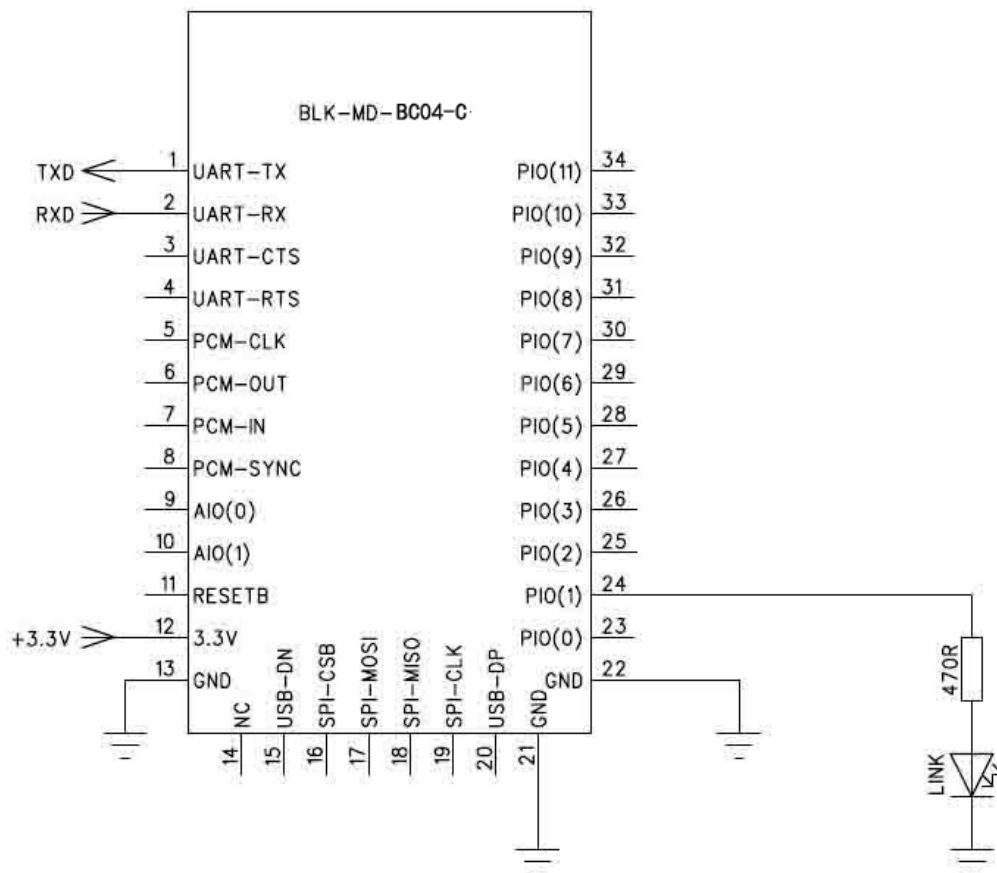 BLK-MD-BC04-C
TXD 1 UART-TX PIO(11) 34
RXD 2 UART-RX PIO(10) 33
3 UART-CTS PIO(9) 32
4 UART-RTS PIO(8) 31
5 PCM-CLK PIO(7) 30
6 PCM-OUT PIO(6) 29
7 PCM-IN PIO(5) 28
8 PCM-SYNC PIO(4) 27
9 AIO(0) PIO(3) 26
10 AIO(1) PIO(2) 25
11 RESETB PIO(1) 24
+3.3V 12 3.3V PIO(0) 23
13 GND GND 22
NC
USB-DN
SPI-CSB
SPI-MOSI
SPI-MISO
SPI-CLK
USB-DP
GND
14
15
16
17
18
19
20
21
470R
LINK